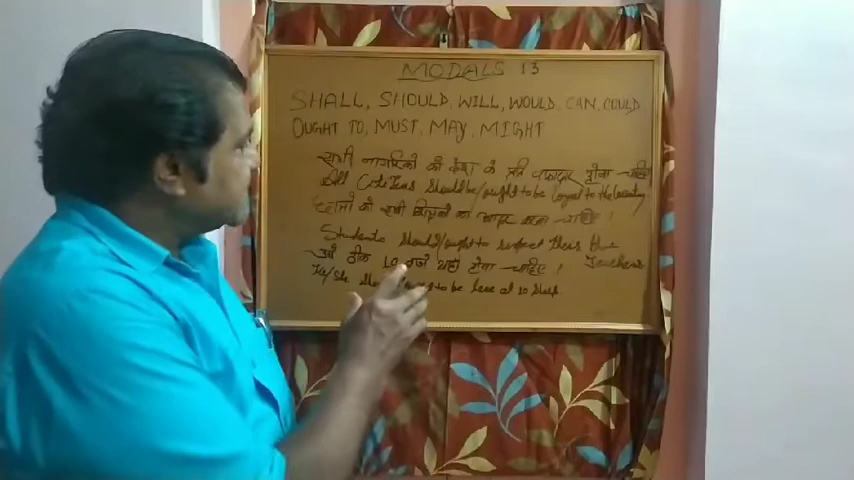 MODALS 13
SHALL, SHOULD, WILL, WOULD, CAN, COULD
OUGHT TO, MUST, MAY, MIGHT
सभी नागरिकों को देश के प्रति वफादार होना चाहिए
All Citizens should be/ought to be loyal to the Country
छात्रों को सभी शिक्षकों का आदर करना चाहिए।
Students should/ought to respect their Teachers
उसे ठीक 10 बजे यहाँ होना चाहिए।
He/She to be here at 10 sharp